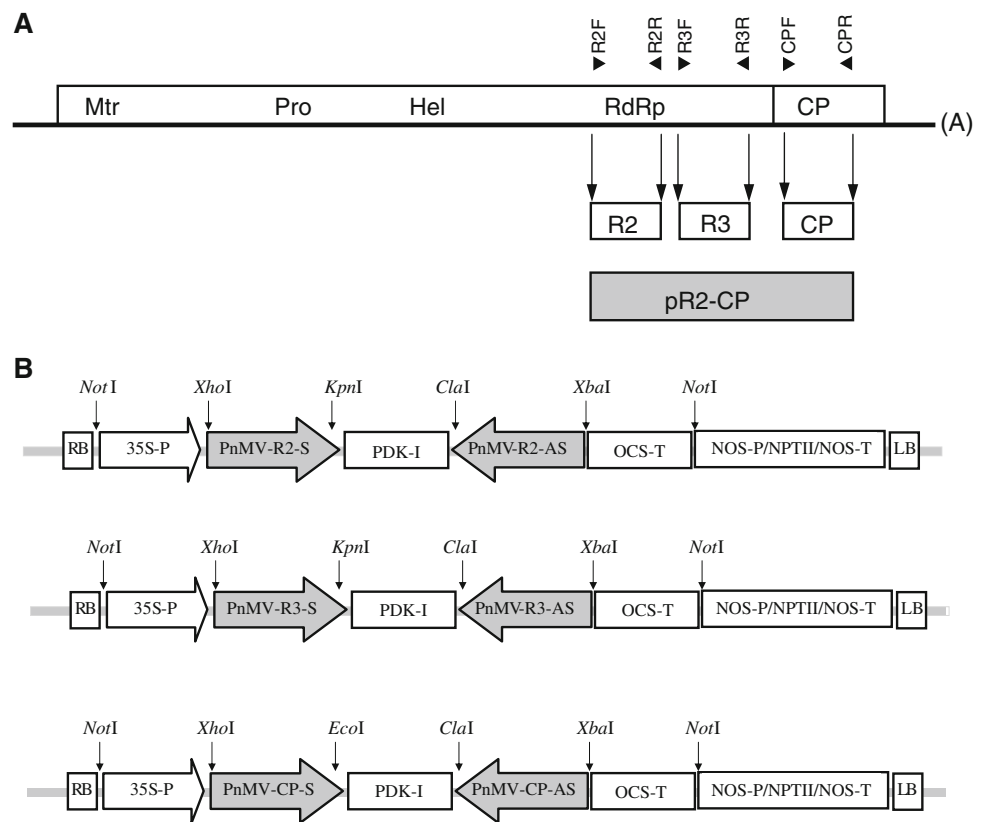 A
R2F R2R R3F R3R CPF CPR
Mtr Pro Hel RdRp CP
(A)
R2 R3 CP
pR2-CP
B
NotI XhoI KpnI ClaI XbaI NotI
RB 35S-P PnMV-R2-S PDK-I PnMV-R2-AS OCS-T NOS-P/NPTII/NOS-T LB
NotI XhoI KpnI ClaI XbaI NotI
RB 35S-P PnMV-R3-S PDK-I PnMV-R3-AS OCS-T NOS-P/NPTII/NOS-T LB
NotI XhoI EcoI ClaI XbaI NotI
RB 35S-P PnMV-CP-S PDK-I PnMV-CP-AS OCS-T NOS-P/NPTII/NOS-T LB